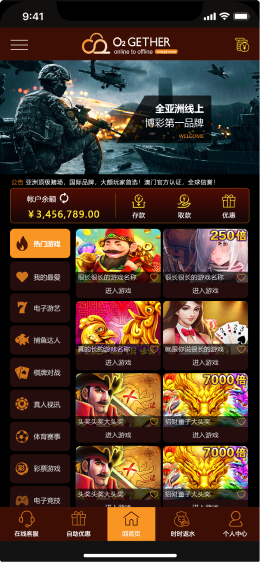 9:41
O₂ GETHER
online to offline
全亚洲线上
博彩第一品牌
WELCOME
公告 亚洲顶级赌场，国际品牌，大额玩家首选！澳门官方认证，全球信誉！
帐户余额
¥3,456,789.00
存款
取款
优惠
热门游戏
250倍
很长很长的游戏名称
很长很长的游戏名称
进入游戏
进入游戏
我的最爱
电子游艺
真的长的游戏名称
就跟你说很长的游戏
进入游戏
进入游戏
捕鱼达人
棋牌对战
7000倍
真人视讯
头奖头奖大头奖
招财童子大头奖
进入游戏
进入游戏
体育赛事
彩票游戏
7000倍
电子竞技
头奖头奖大头奖
招财童子大头奖
进入游戏
进入游戏
在线客服
自助优惠
回首页
时时返水
个人中心